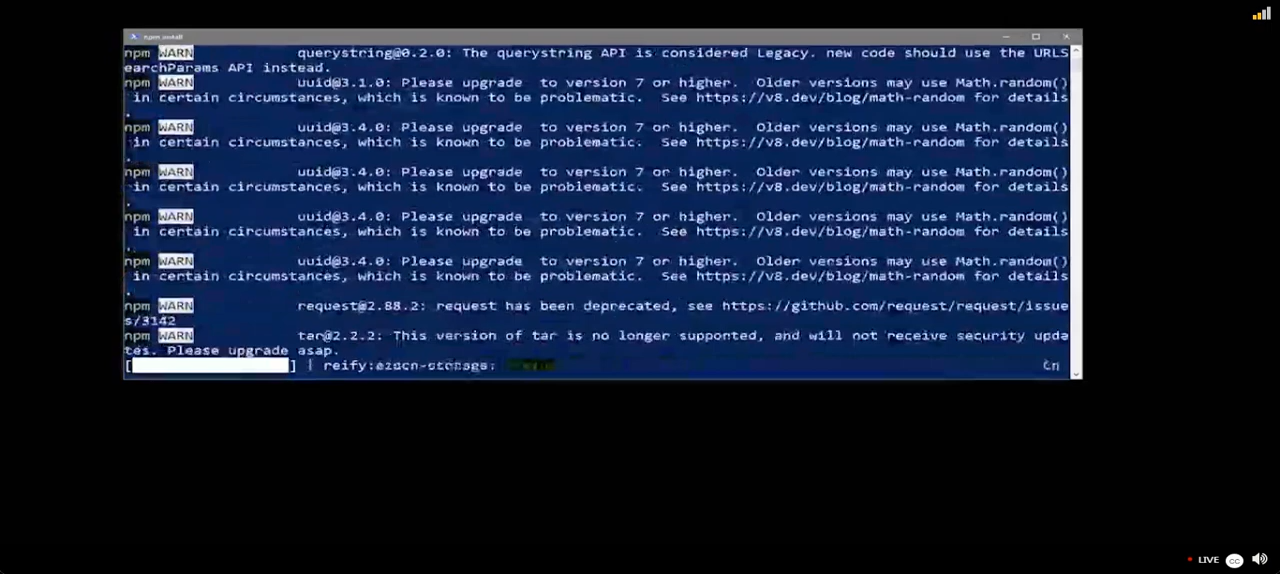 npm install
npm WARN querystring@0.2.0: The querystring API is considered Legacy. new code should use the URLS
earchParams API instead.
npm WARN uuid@3.1.0: Please upgrade  to version 7 or higher.  Older versions may use Math.random()
 in certain circumstances, which is known to be problematic.  See https://v8.dev/blog/math-random for details
.
npm WARN uuid@3.4.0: Please upgrade  to version 7 or higher.  Older versions may use Math.random()
 in certain circumstances, which is known to be problematic.  See https://v8.dev/blog/math-random for details
.
npm WARN uuid@3.4.0: Please upgrade  to version 7 or higher.  Older versions may use Math.random()
 in certain circumstances, which is known to be problematic.  See https://v8.dev/blog/math-random for details
.
npm WARN uuid@3.4.0: Please upgrade  to version 7 or higher.  Older versions may use Math.random()
 in certain circumstances, which is known to be problematic.  See https://v8.dev/blog/math-random for details
.
npm WARN uuid@3.4.0: Please upgrade  to version 7 or higher.  Older versions may use Math.random()
 in certain circumstances, which is known to be problematic.  See https://v8.dev/blog/math-random for details
.
npm WARN request@2.88.2: request has been deprecated, see https://github.com/request/request/issue
s/3142
npm WARN tar@2.2.2: This version of tar is no longer supported, and will not receive security upda
tes. Please upgrade asap.
[ ] | reify:
LIVE
CC